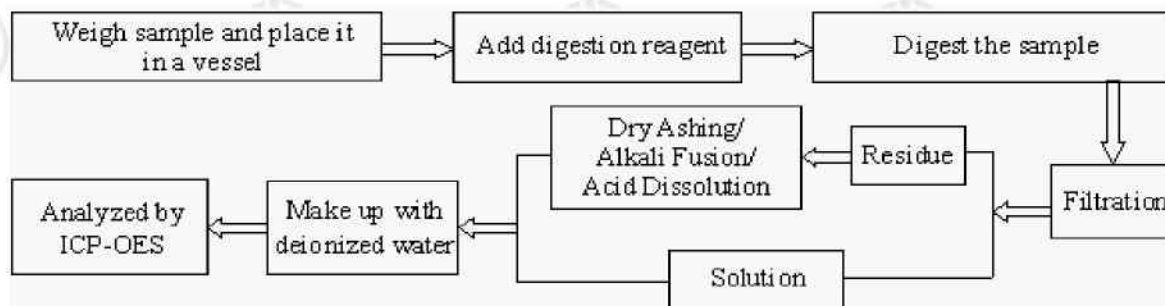 Weigh sample and place it
in a vessel
Add digestion reagent
Digest the sample
Filtration
Residue
Dry Ashing/
Alkali Fusion/
Acid Dissolution
Solution
Make up with
deionized water
Analyzed by
ICP-OES